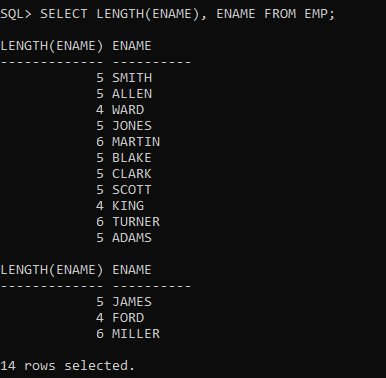 SQL> SELECT LENGTH(ENAME), ENAME FROM EMP;
LENGTH(ENAME) ENAME
------------- ----------
5 SMITH
5 ALLEN
4 WARD
5 JONES
6 MARTIN
5 BLAKE
5 CLARK
5 SCOTT
4 KING
6 TURNER
5 ADAMS
LENGTH(ENAME) ENAME
------------- ----------
5 JAMES
4 FORD
6 MILLER
14 rows selected.